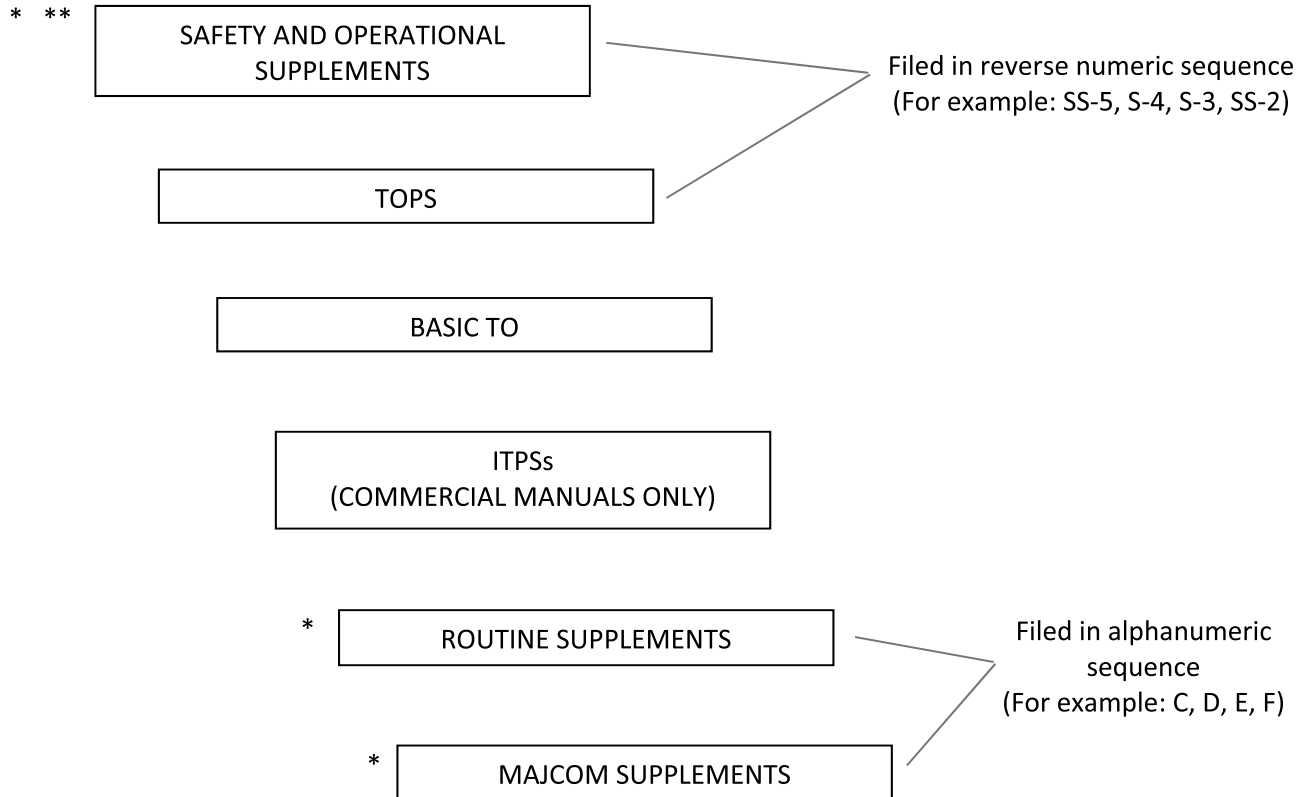 * **
SAFETY AND OPERATIONAL
SUPPLEMENTS
Filed in reverse numeric sequence
(For example: SS-5, S-4, S-3, SS-2)
TOPS
BASIC TO
ITPSs
(COMMERCIAL MANUALS ONLY)
*
ROUTINE SUPPLEMENTS
Filed in alphanumeric
sequence
(For example: C, D, E, F)
*
MAJCOM SUPPLEMENTS